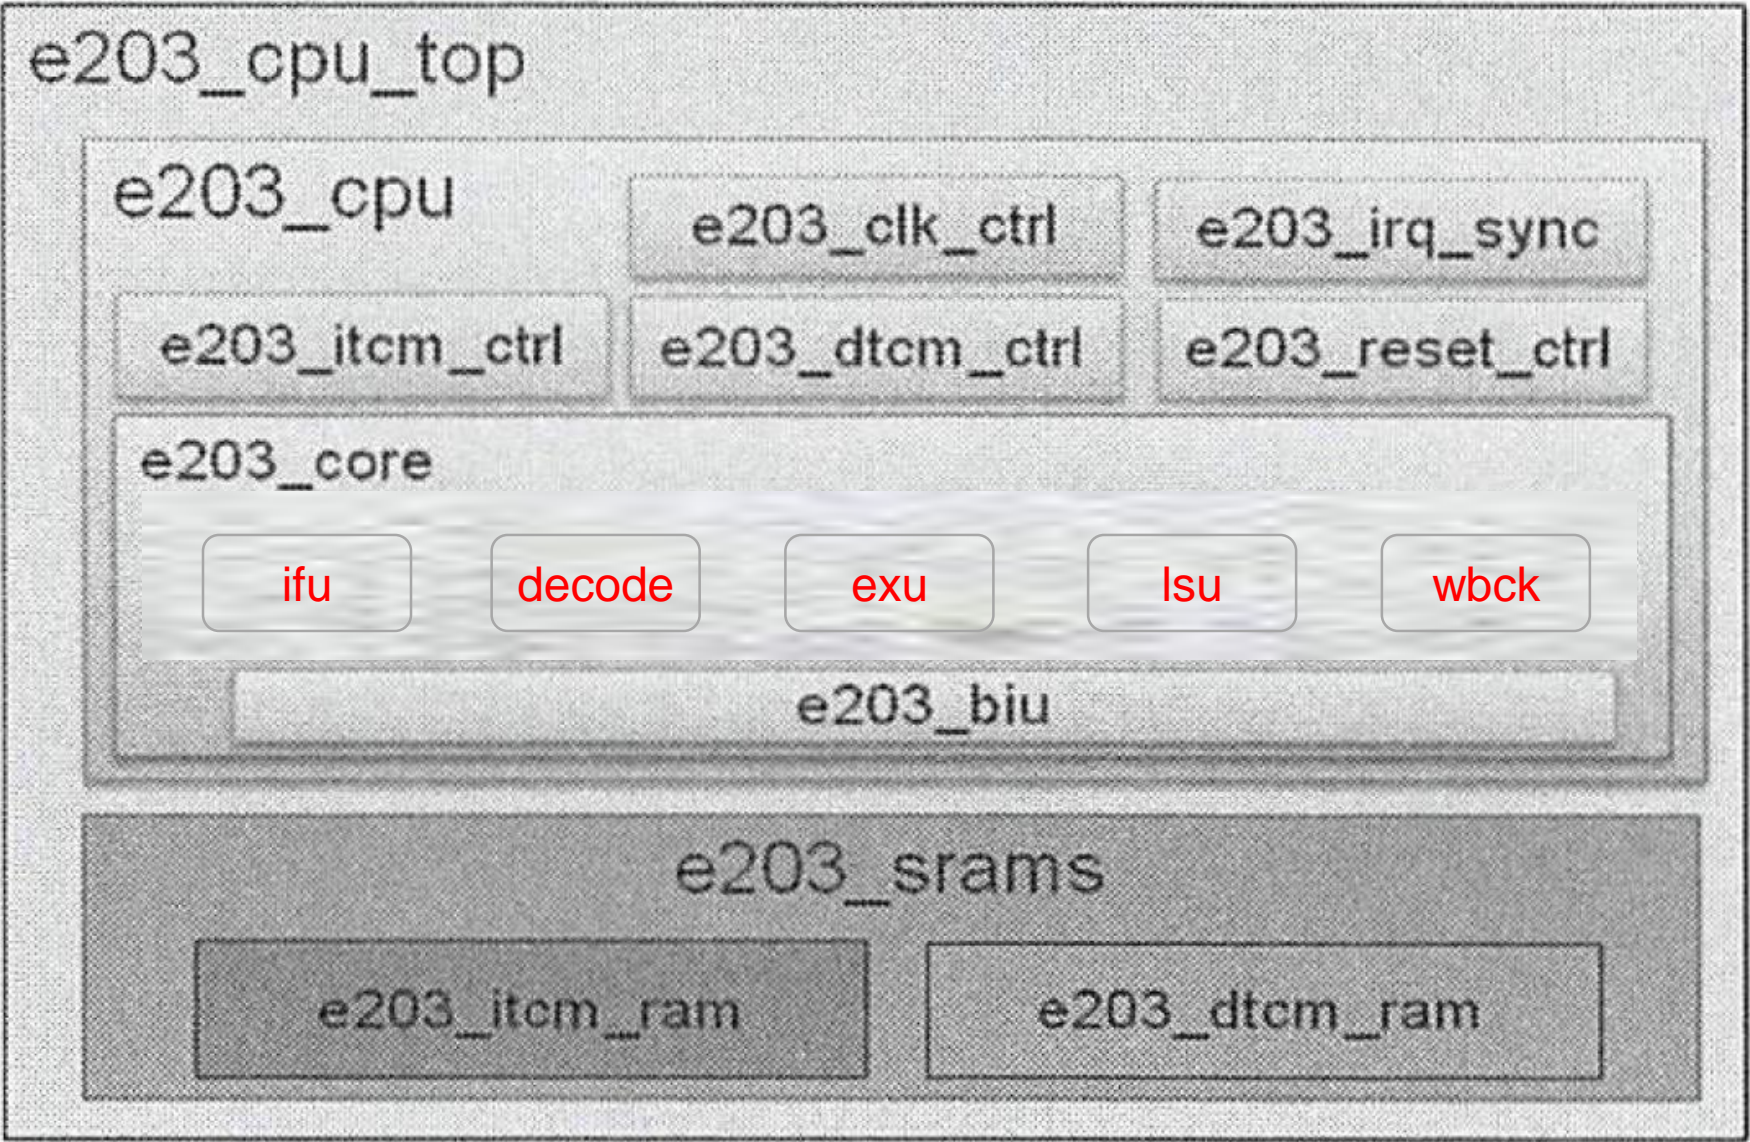 e203_cpu_top
e203_cpu
e203_clk_ctrl
e203_irq_sync
e203_itcm_ctrl
e203_dtcm_ctrl
e203_reset_ctrl
e203_core
ifu
decode
exu
lsu
wbck
e203_biu
e203_srams
e203_itcm_ram
e203_dtcm_ram